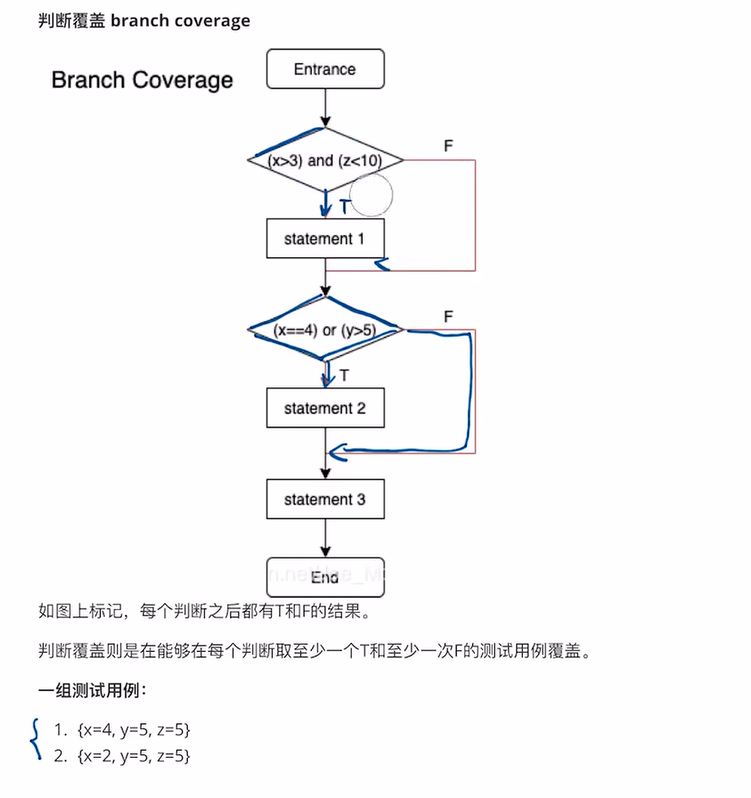 判断覆盖 branch coverage
Branch Coverage
Entrance
(x>3) and (z<10)
F
T
statement 1
(x==4) or (y>5)
F
T
statement 2
statement 3
End
如图上标记，每个判断之后都有T和F的结果。
判断覆盖则是在能够在每个判断取至少一个T和至少一次F的测试用例覆盖。
一组测试用例：
1. {x=4, y=5, z=5}
2. {x=2, y=5, z=5}